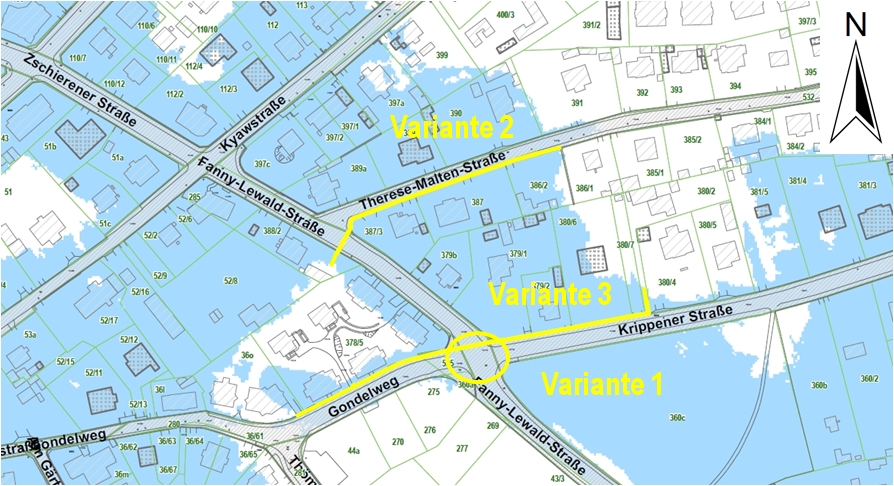 400/3
391/2
397/3
113
112
110/6
110/10
399
110/7
110/11
112/4
110/12
112/3
391
392
393
394
395
Zschierener Straße
112/2
397a
390
532
Kyawstraße
397/1
397/2
Variante 2
43
51b
385/2
384/1
384/2
51a
397c
389a
Therese-Malten-Straße
385/1
Fanny-Lewald-Straße
386/2
386/1
380/2
381/5
381/4
381/3
51
285
52/6
387
51c
52/2
388/2
387/3
380/6
380/5
380/7
379/1
379b
52/9
52/8
379/2
380/4
Variante 3
52/11
52/16
Krippener Straße
52/17
53a
378/5
52/12
52/15
36o
Variante 1
52/11
Gondelweg
360b
360/2
36l
275
Fanny-Lewald-Straße
360c
52/13
280
276
269
270
Gondelweg
36/63
36/64
36/61
36/62
277
44a
36/65
36/67
36m
281
43/3
N